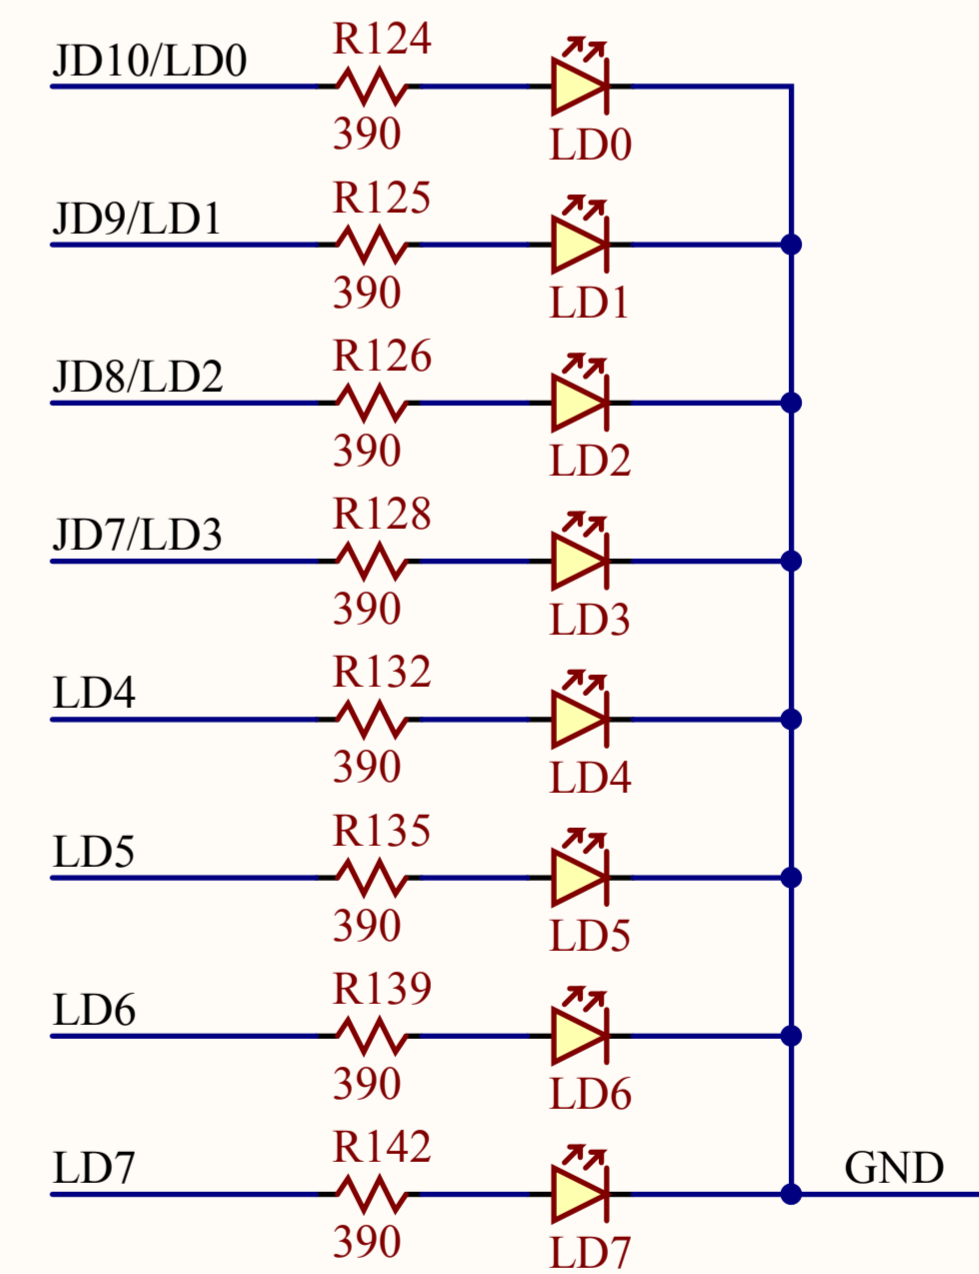 JD10/LD0
R124
390
LD0
JD9/LD1
R125
390
LD1
JD8/LD2
R126
390
LD2
JD7/LD3
R128
390
LD3
LD4
R132
390
LD4
LD5
R135
390
LD5
LD6
R139
390
LD6
LD7
R142
390
LD7
GND